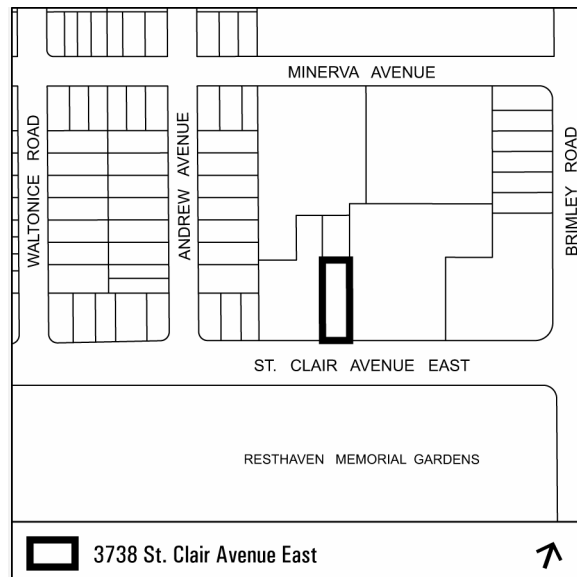 MINERVA AVENUE
WALTONICE ROAD
ANDREW AVENUE
BRIMLEY ROAD
ST. CLAIR AVENUE EAST
RESTHAVEN MEMORIAL GARDENS
3738 St. Clair Avenue East